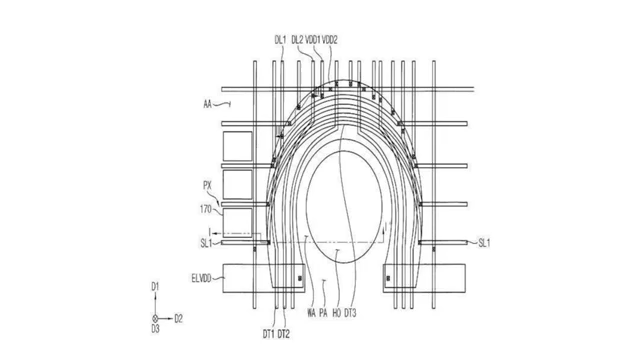 DL1 DL2 VDD1 VDD2
AA
PX
170
I I'
SL1 SL1
ELVDD
WA PA HO DT3
DT1 DT2
D1
D2
D3